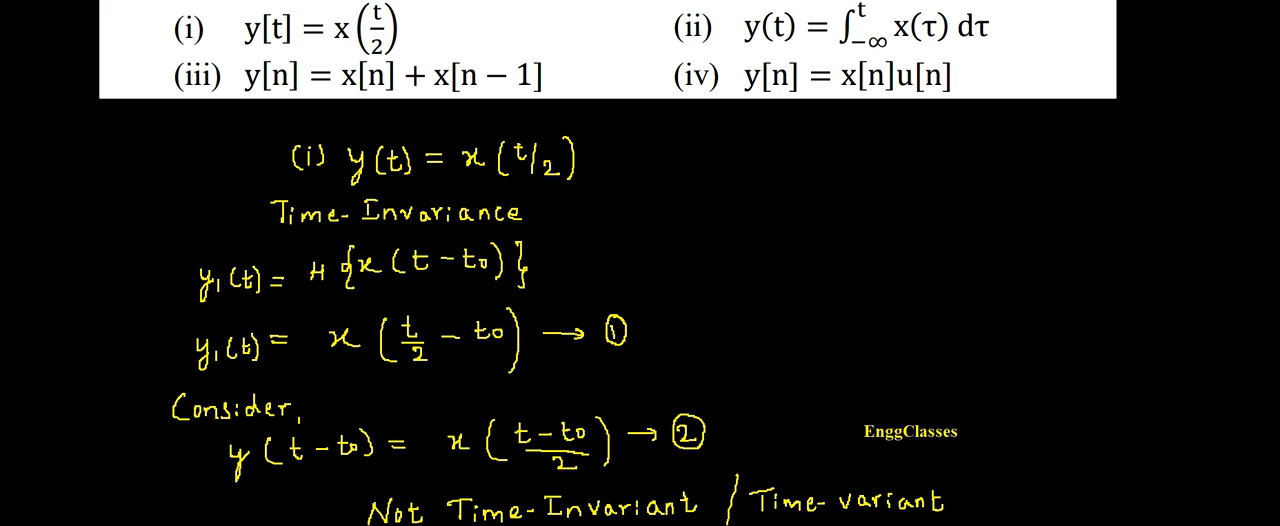 (i) y[t] = x(t/2) (ii) y(t) = ∫_{-∞}^{t} x(τ) dτ
(iii) y[n] = x[n] + x[n − 1] (iv) y[n] = x[n]u[n]
(i) y(t) = x(t/2)
Time-Invariance
y₁(t) = H{x(t-t₀)}
y₁(t) = x(t/2 - t₀) → ①
Consider,
y(t-t₀) = x((t-t₀)/2) → ②
EnggClasses
Not Time-Invariant / Time-variant